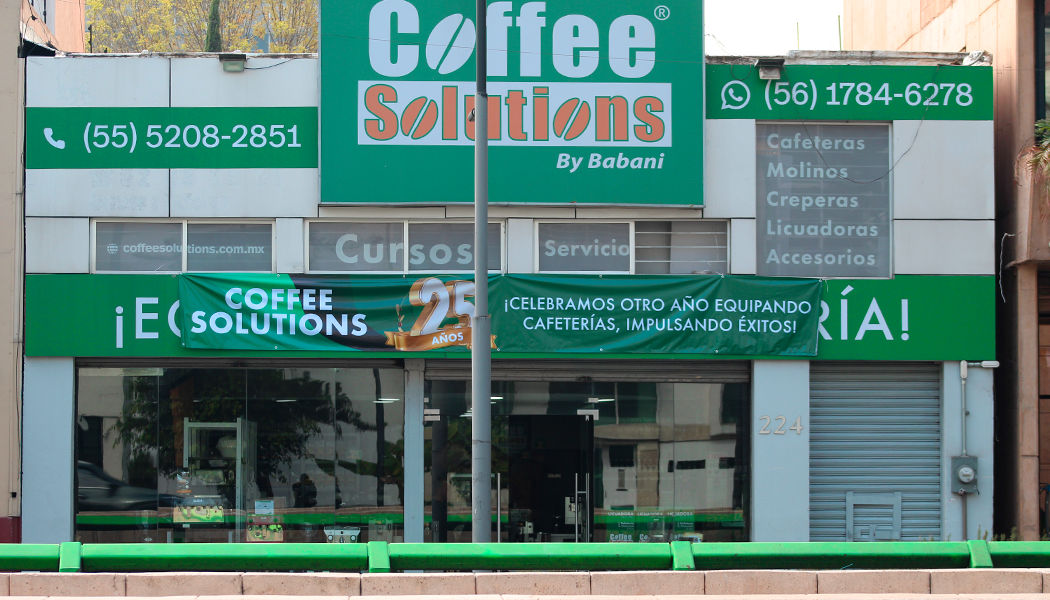 Coffee®
Solutions
By Babani
(55) 5208-2851
(56) 1784-6278
Cafeteras
Molinos
Creperas
Licuadoras
Accesorios
coffeesolutions.com.mx
Cursos
Servicio
COFFEE
SOLUTIONS
25
AÑOS
¡CELEBRAMOS OTRO AÑO EQUIPANDO
CAFETERÍAS, IMPULSANDO ÉXITOS!
224